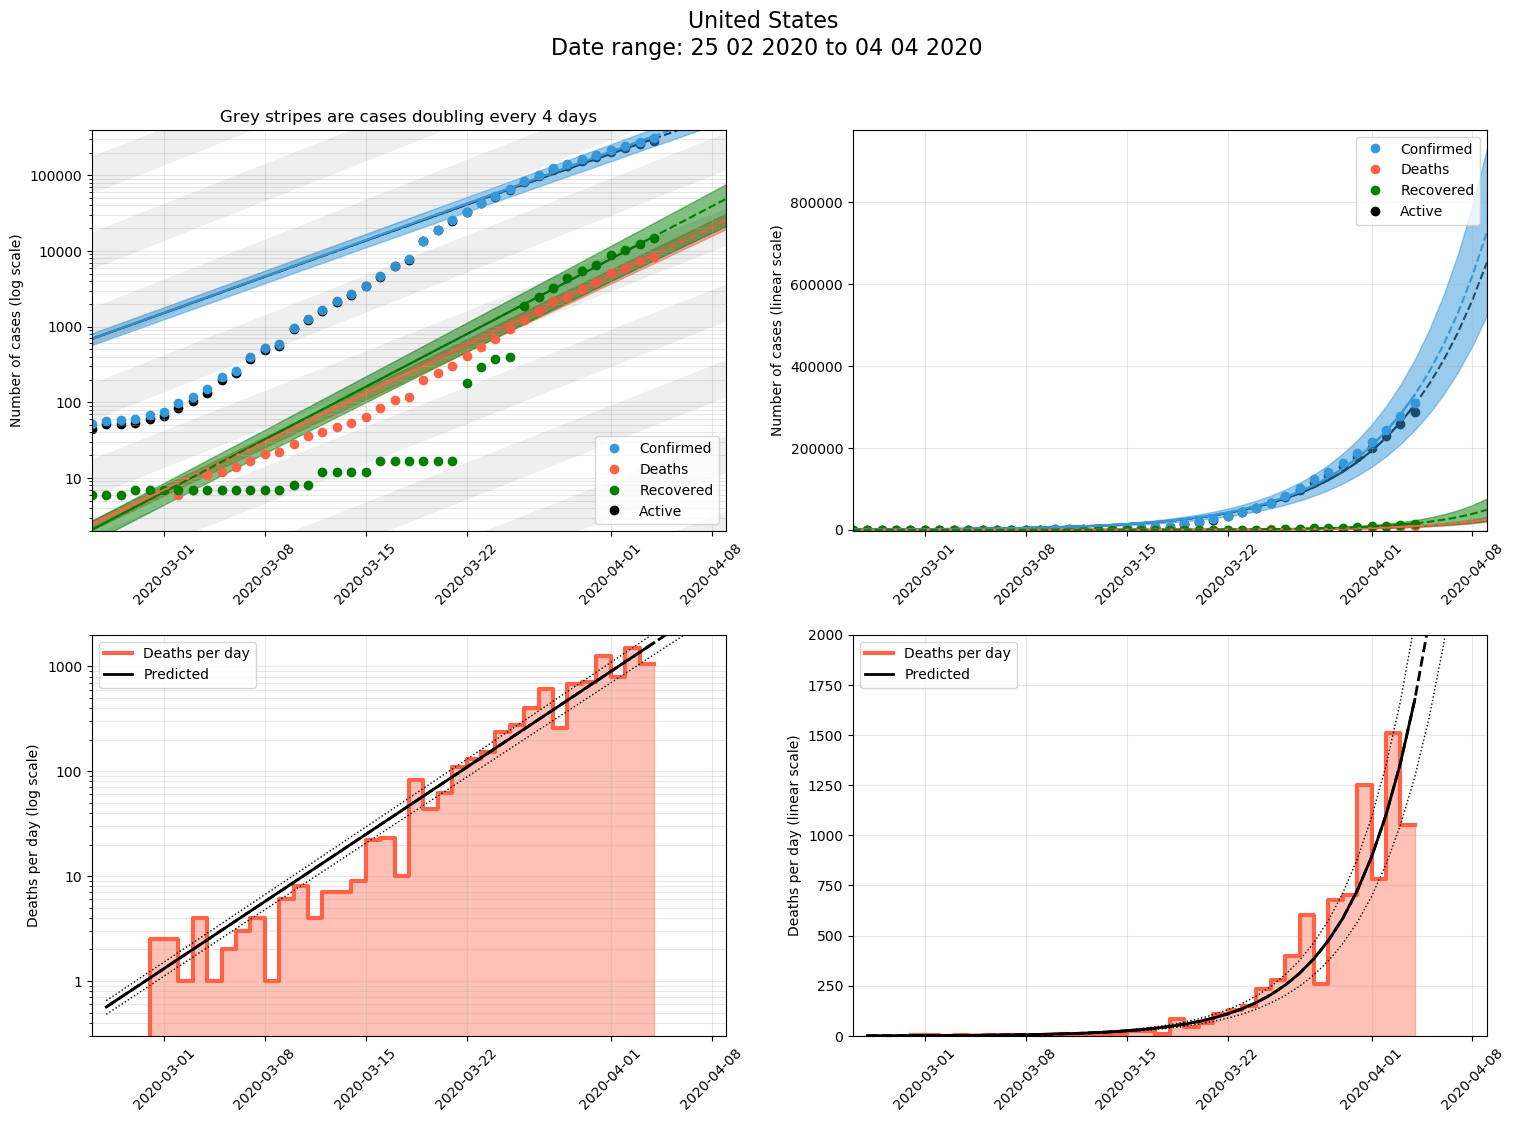 United States
Date range: 25 02 2020 to 04 04 2020
Grey stripes are cases doubling every 4 days
Number of cases (log scale)
100000
10000
1000
100
10
Confirmed
Deaths
Recovered
Active
2020-03-01
2020-03-08
2020-03-15
2020-03-22
2020-04-01
2020-04-08
Number of cases (linear scale)
800000
600000
400000
200000
0
Confirmed
Deaths
Recovered
Active
2020-03-01
2020-03-08
2020-03-15
2020-03-22
2020-04-01
2020-04-08
Deaths per day (log scale)
1000
100
10
1
Deaths per day
Predicted
2020-03-01
2020-03-08
2020-03-15
2020-03-22
2020-04-01
2020-04-08
Deaths per day (linear scale)
2000
1750
1500
1250
1000
750
500
250
0
Deaths per day
Predicted
2020-03-01
2020-03-08
2020-03-15
2020-03-22
2020-04-01
2020-04-08